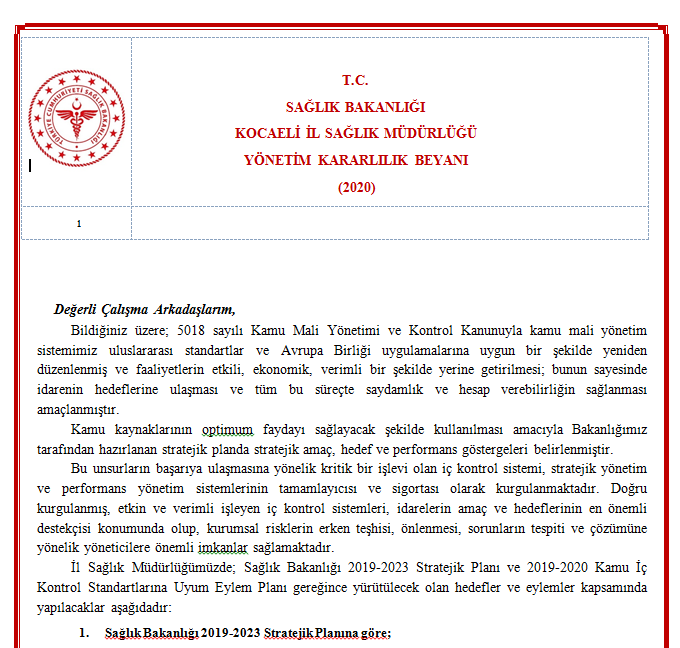 T.C.
SAĞLIK BAKANLIĞI
KOCAELİ İL SAĞLIK MÜDÜRLÜĞÜ
YÖNETİM KARARLILIK BEYANI
(2020)
TÜRKİYE CUMHURİYETİ SAĞLIK BAKANLIĞI
1
Değerli Çalışma Arkadaşlarım,
Bildiğiniz üzere; 5018 sayılı Kamu Mali Yönetimi ve Kontrol Kanunuyla kamu mali yönetim
sistemimiz uluslararası standartlar ve Avrupa Birliği uygulamalarına uygun bir şekilde yeniden
düzenlenmiş ve faaliyetlerin etkili, ekonomik, verimli bir şekilde yerine getirilmesi; bunun sayesinde
idarenin hedeflerine ulaşması ve tüm bu süreçte saydamlık ve hesap verebilirliğin sağlanması
amaçlanmıştır.
Kamu kaynaklarının optimum faydayı sağlayacak şekilde kullanılması amacıyla Bakanlığımız
tarafından hazırlanan stratejik planda stratejik amaç, hedef ve performans göstergeleri belirlenmiştir.
Bu unsurların başarıya ulaşmasına yönelik kritik bir işlevi olan iç kontrol sistemi, stratejik yönetim
ve performans yönetim sistemlerinin tamamlayıcısı ve sigortası olarak kurgulanmaktadır. Doğru
kurgulanmış, etkin ve verimli işleyen iç kontrol sistemleri, idarelerin amaç ve hedeflerinin en önemli
destekçisi konumunda olup, kurumsal risklerin erken teşhisi, önlenmesi, sorunların tespiti ve çözümüne
yönelik yöneticilere önemli imkanlar sağlamaktadır.
İl Sağlık Müdürlüğümüzde; Sağlık Bakanlığı 2019-2023 Stratejik Planı ve 2019-2020 Kamu İç
Kontrol Standartlarına Uyum Eylem Planı gereğince yürütülecek olan hedefler ve eylemler kapsamında
yapılacaklar aşağıdadır:
1. Sağlık Bakanlığı 2019-2023 Stratejik Planına göre;